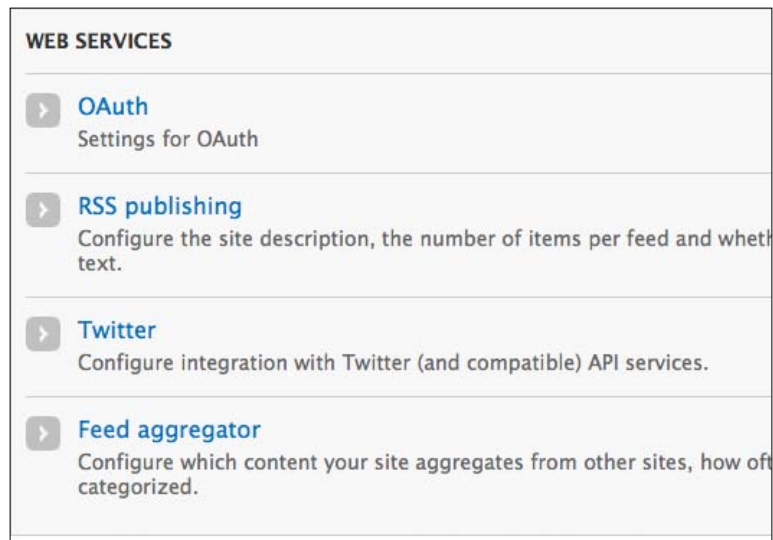 WEB SERVICES
OAuth
Settings for OAuth
RSS publishing
Configure the site description, the number of items per feed and wheth
text.
Twitter
Configure integration with Twitter (and compatible) API services.
Feed aggregator
Configure which content your site aggregates from other sites, how oft
categorized.